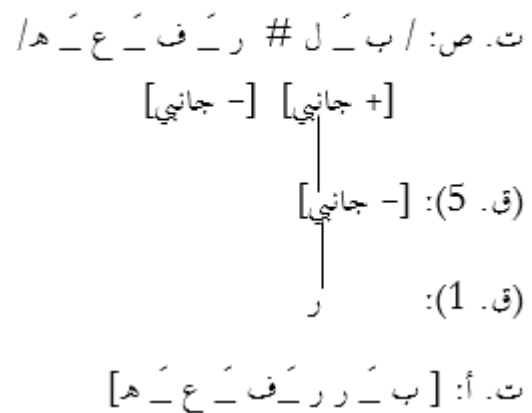 ت. ص: / ب ـَ ل # ر ـَ ف ـَ ع ـَ ه/
[+ جانبي] [− جانبي]
(ق. 5): [− جانبي]
(ق. 1): ر
ت. أ: [ ب ـَ ر ر ـَ ف ـَ ع ـَ ه]